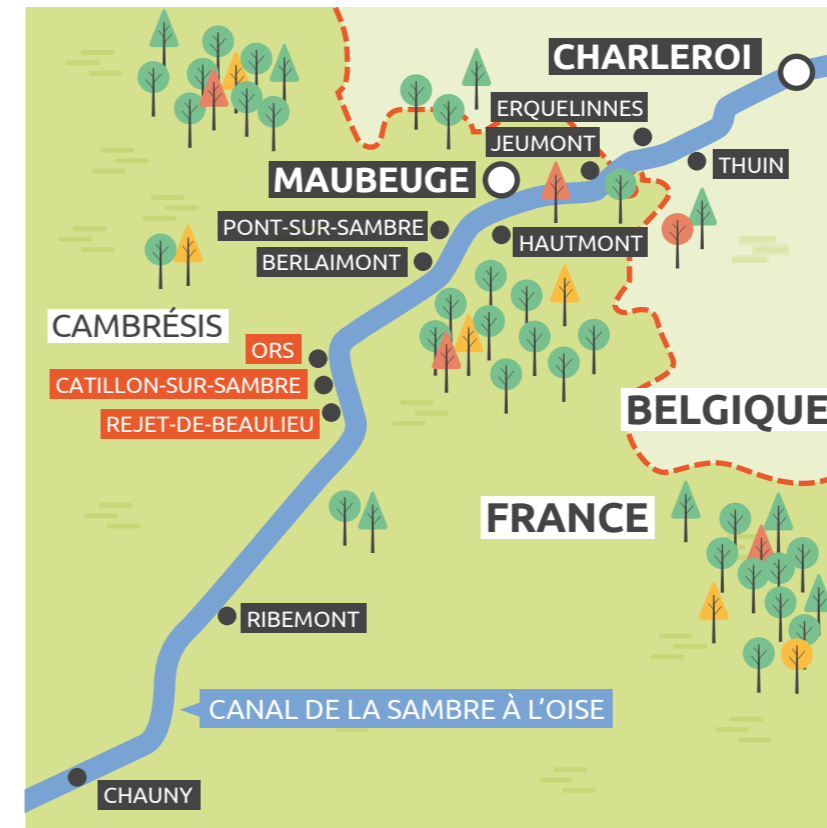 CHARLEROI
ERQUELINNES
JEUMONT
THUIN
MAUBEUGE
PONT-SUR-SAMBRE
HAUTMONT
BERLAIMONT
CAMBRÉSIS
ORS
CATILLON-SUR-SAMBRE
REJET-DE-BEAULIEU
BELGIQUE
FRANCE
RIBEMONT
CANAL DE LA SAMBRE À L’OISE
CHAUNY